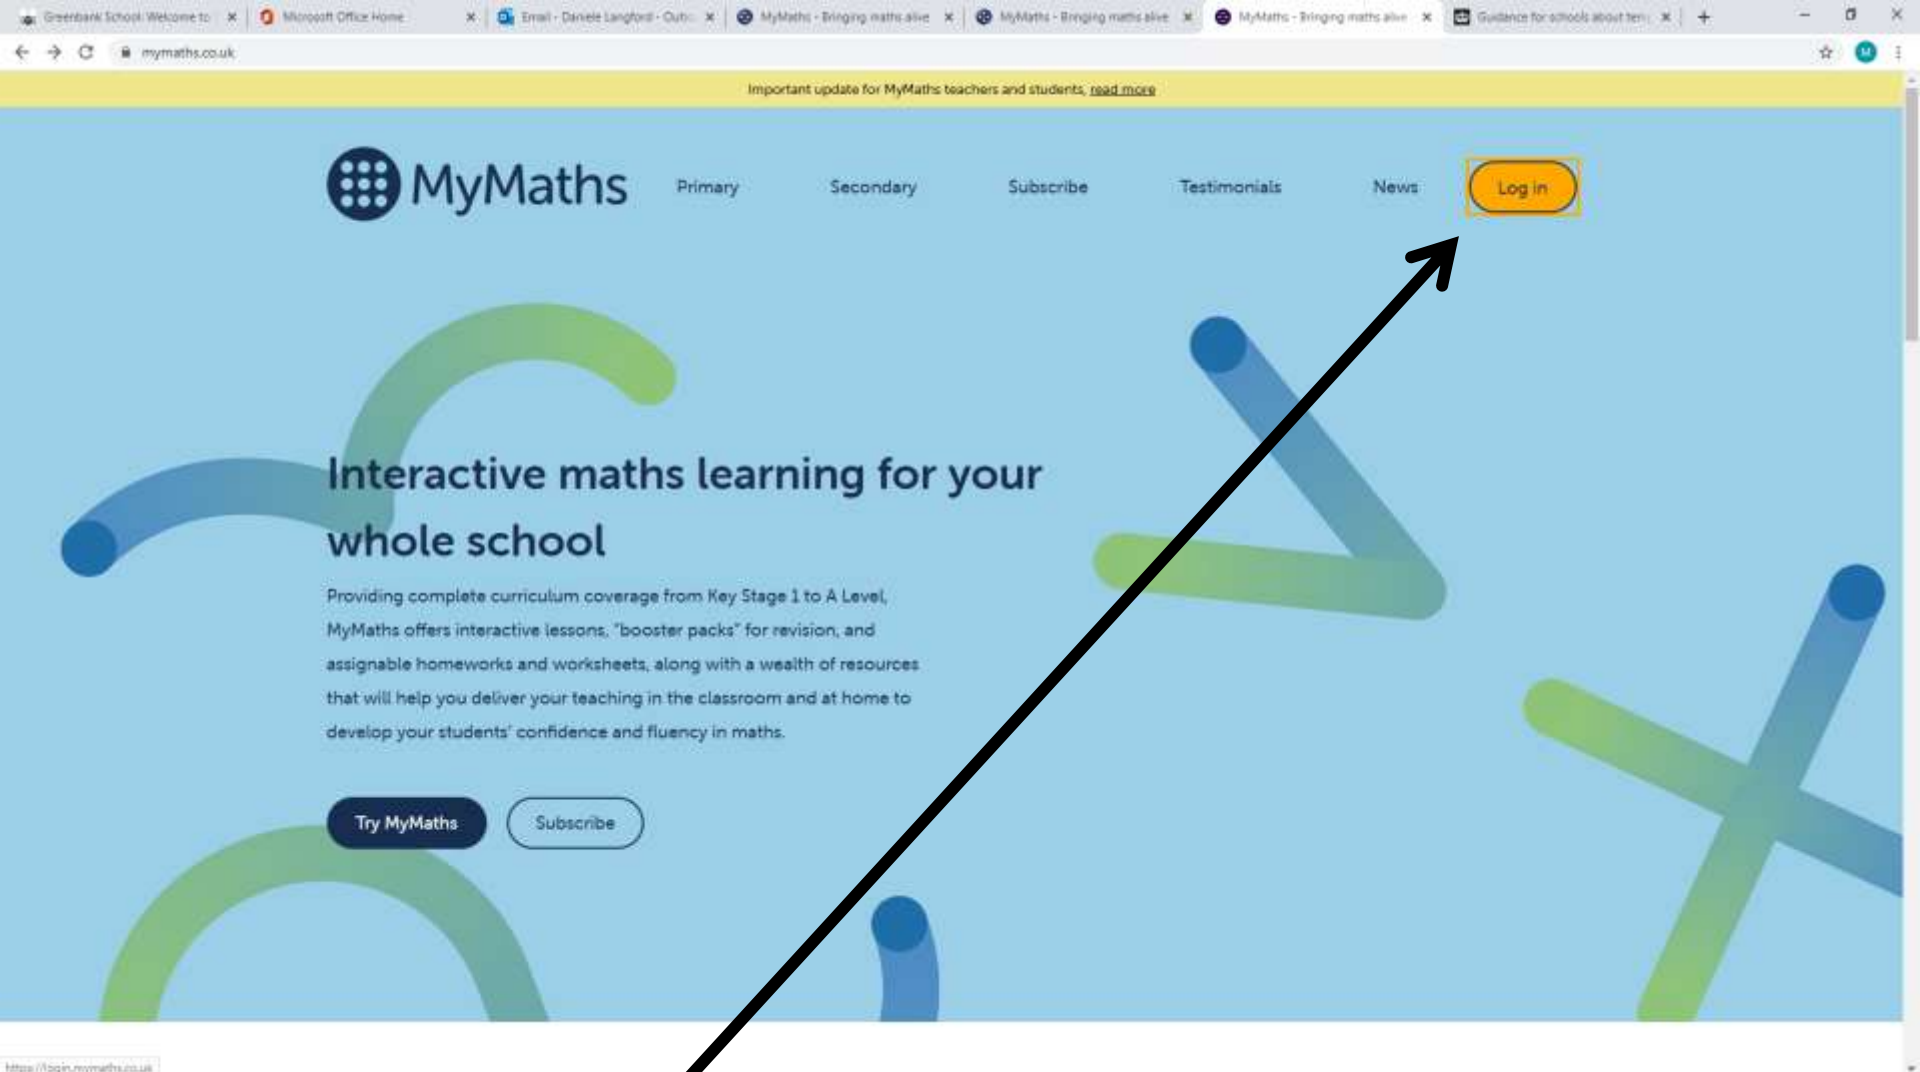 Greenbank School: Welcome to
Microsoft Office Home
Email - Daniele Langford - Outl
MyMaths - Bringing maths alive
MyMaths - Bringing maths alive
MyMaths - Bringing maths alive
Guidance for schools about
mymaths.co.uk
M
Important update for MyMaths teachers and students, read more
MyMaths
Primary
Secondary
Subscribe
Testimonials
News
Log in
Interactive maths learning for your
whole school
Providing complete curriculum coverage from Key Stage 1 to A Level,
MyMaths offers interactive lessons, "booster packs" for revision, and
assignable homeworks and worksheets, along with a wealth of resources
that will help you deliver your teaching in the classroom and at home to
develop your students' confidence and fluency in maths.
Try MyMaths
Subscribe
https://login.mymaths.co.uk